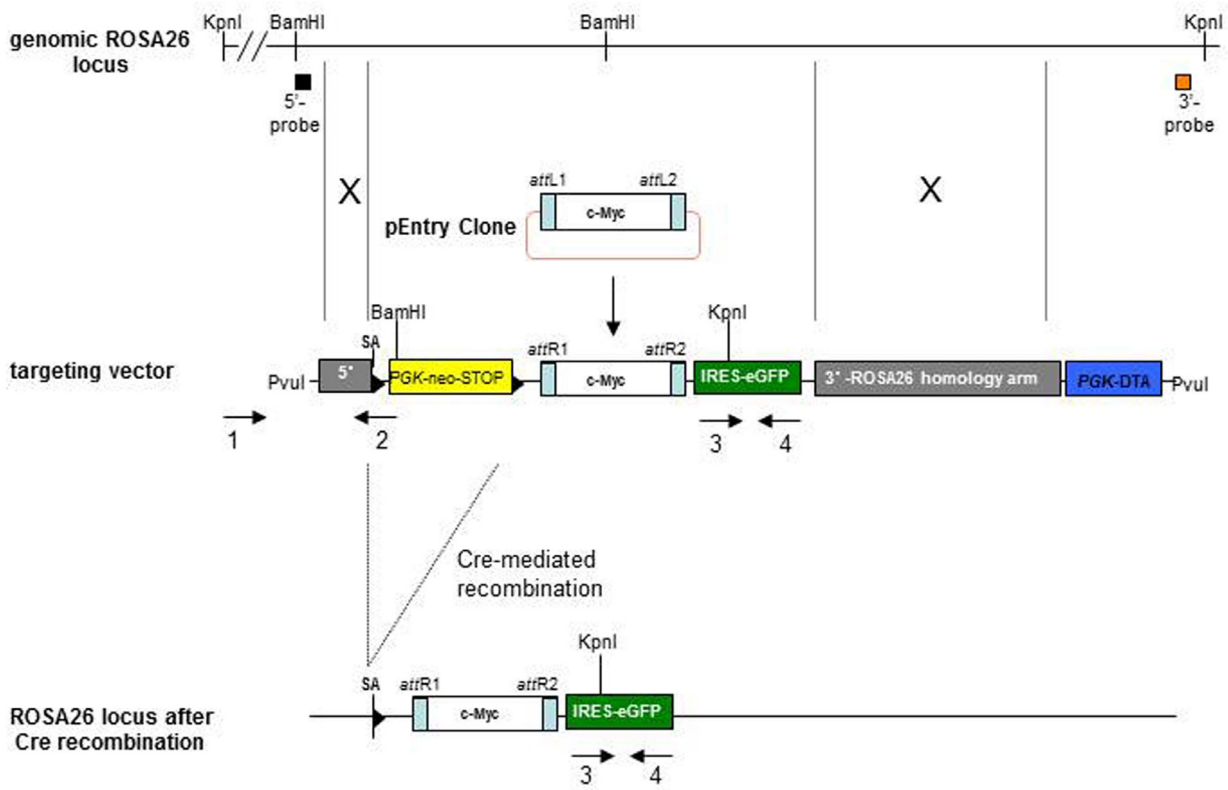 KpnI BamHI BamHI KpnI
genomic ROSA26
locus
5'-
probe
3'-
probe
X X
attL1 attL2
c-Myc
pEntry Clone
BamHI KpnI
SA attR1 attR2
targeting vector
PvuI 5' PGK-neo-STOP c-Myc IRES-eGFP 3' -ROSA26 homology arm PGK-DTA PvuI
1 2 3 4
Cre-mediated
recombination
KpnI
SA attR1 attR2
ROSA26 locus after
Cre recombination
c-Myc IRES-eGFP
3 4